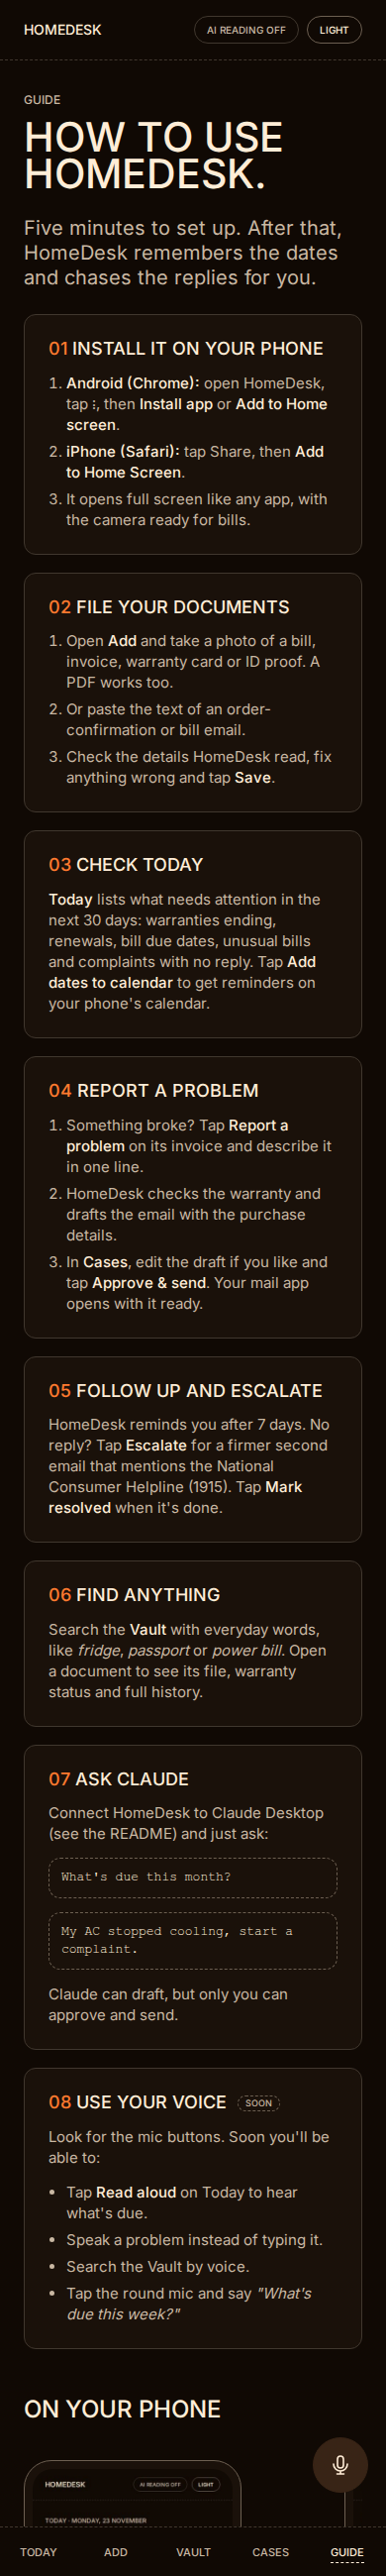 HOMEDESK
AI READING OFF
LIGHT
GUIDE
HOW TO USE
HOMEDESK.
Five minutes to set up. After that,
HomeDesk remembers the dates
and chases the replies for you.
01 INSTALL IT ON YOUR PHONE
1. Android (Chrome): open HomeDesk,
tap ⋮, then Install app or Add to Home
screen.
2. iPhone (Safari): tap Share, then Add
to Home Screen.
3. It opens full screen like any app, with
the camera ready for bills.
02 FILE YOUR DOCUMENTS
1. Open Add and take a photo of a bill,
invoice, warranty card or ID proof. A
PDF works too.
2. Or paste the text of an order-
confirmation or bill email.
3. Check the details HomeDesk read, fix
anything wrong and tap Save.
03 CHECK TODAY
Today lists what needs attention in the
next 30 days: warranties ending,
renewals, bill due dates, unusual bills
and complaints with no reply. Tap Add
dates to calendar to get reminders on
your phone's calendar.
04 REPORT A PROBLEM
1. Something broke? Tap Report a
problem on its invoice and describe it
in one line.
2. HomeDesk checks the warranty and
drafts the email with the purchase
details.
3. In Cases, edit the draft if you like and
tap Approve & send. Your mail app
opens with it ready.
05 FOLLOW UP AND ESCALATE
HomeDesk reminds you after 7 days. No
reply? Tap Escalate for a firmer second
email that mentions the National
Consumer Helpline (1915). Tap Mark
resolved when it's done.
06 FIND ANYTHING
Search the Vault with everyday words,
like fridge, passport or power bill. Open
a document to see its file, warranty
status and full history.
07 ASK CLAUDE
Connect HomeDesk to Claude Desktop
(see the README) and just ask:
What's due this month?
My AC stopped cooling, start a
complaint.
Claude can draft, but only you can
approve and send.
08 USE YOUR VOICE SOON
Look for the mic buttons. Soon you'll be
able to:
• Tap Read aloud on Today to hear
what's due.
• Speak a problem instead of typing it.
• Search the Vault by voice.
• Tap the round mic and say "What's
due this week?"
ON YOUR PHONE
HOMEDESK
AI READING OFF
LIGHT
TODAY · MONDAY, 23 NOVEMBER
TODAY
ADD
VAULT
CASES
GUIDE